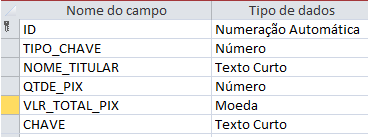 Nome do campo Tipo de dados
ID Numeração Automática
TIPO_CHAVE Número
NOME_TITULAR Texto Curto
QTDE_PIX Número
VLR_TOTAL_PIX Moeda
CHAVE Texto Curto